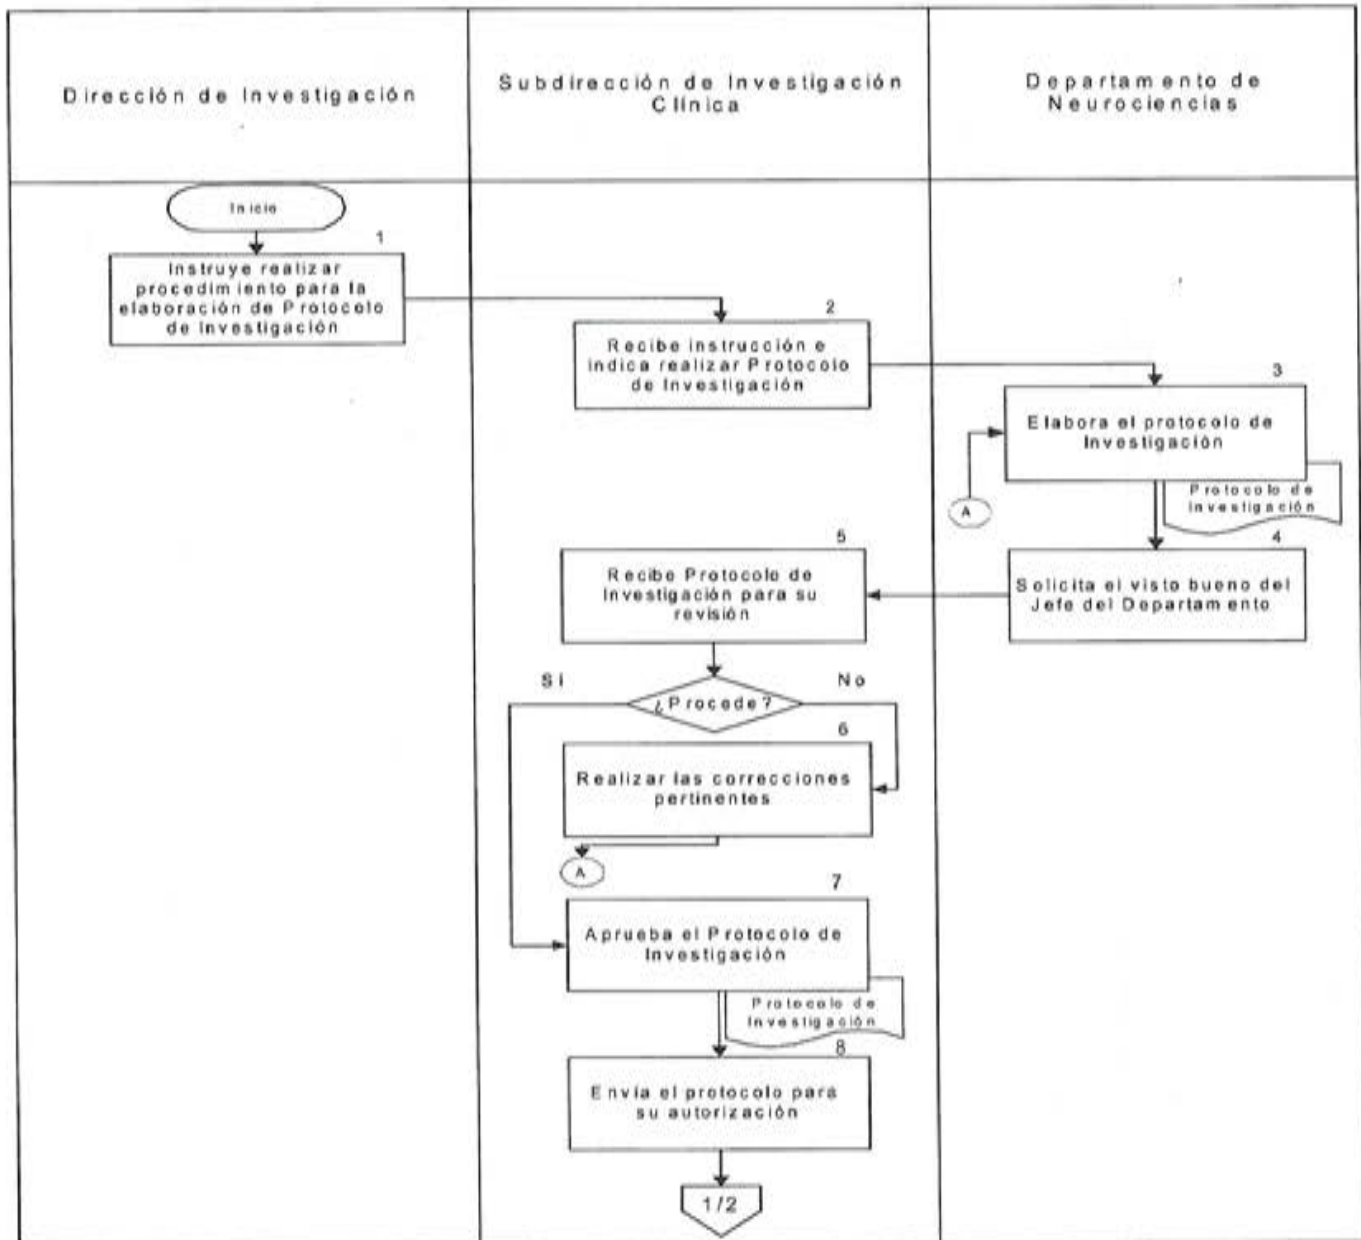 Dirección de Investigación
Subdirección de Investigación
Clínica
Departamento de
Neurociencias
Inicio
1
Instruye realizar
procedimiento para la
elaboración de Protocolo
de Investigación
2
Recibe instrucción e
indica realizar Protocolo
de Investigación
3
Elabora el protocolo de
Investigación
Protocolo de
Investigación
A
4
Solicita el visto bueno del
Jefe del Departamento
5
Recibe Protocolo de
Investigación para su
revisión
Sí
¿Procede?
No
6
Realizar las correcciones
pertinentes
A
7
Aprueba el Protocolo de
Investigación
Protocolo de
Investigación
8
Envía el protocolo para
su autorización
1/2